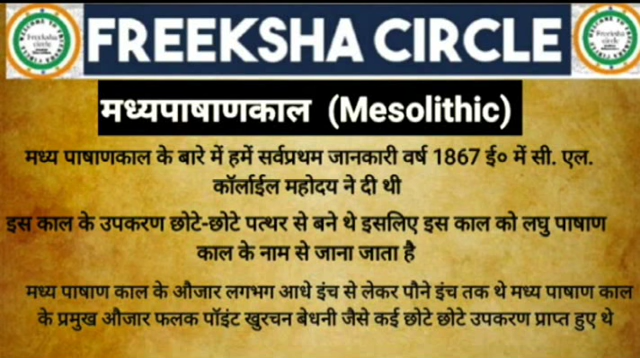 FREEKSHA CIRCLE
मध्यपाषाणकाल (Mesolithic)
मध्य पाषाणकाल के बारे में हमें सर्वप्रथम जानकारी वर्ष 1867 ई० में सी. एल.
कॉर्लाईल महोदय ने दी थी
इस काल के उपकरण छोटे-छोटे पत्थर से बने थे इसलिए इस काल को लघु पाषाण
काल के नाम से जाना जाता है
मध्य पाषाण काल के औजार लगभग आधे इंच से लेकर पौने इंच तक थे मध्य पाषाण काल
के प्रमुख औजार फलक पॉइंट खुरचन बेधनी जैसे कई छोटे छोटे उपकरण प्राप्त हुए थे